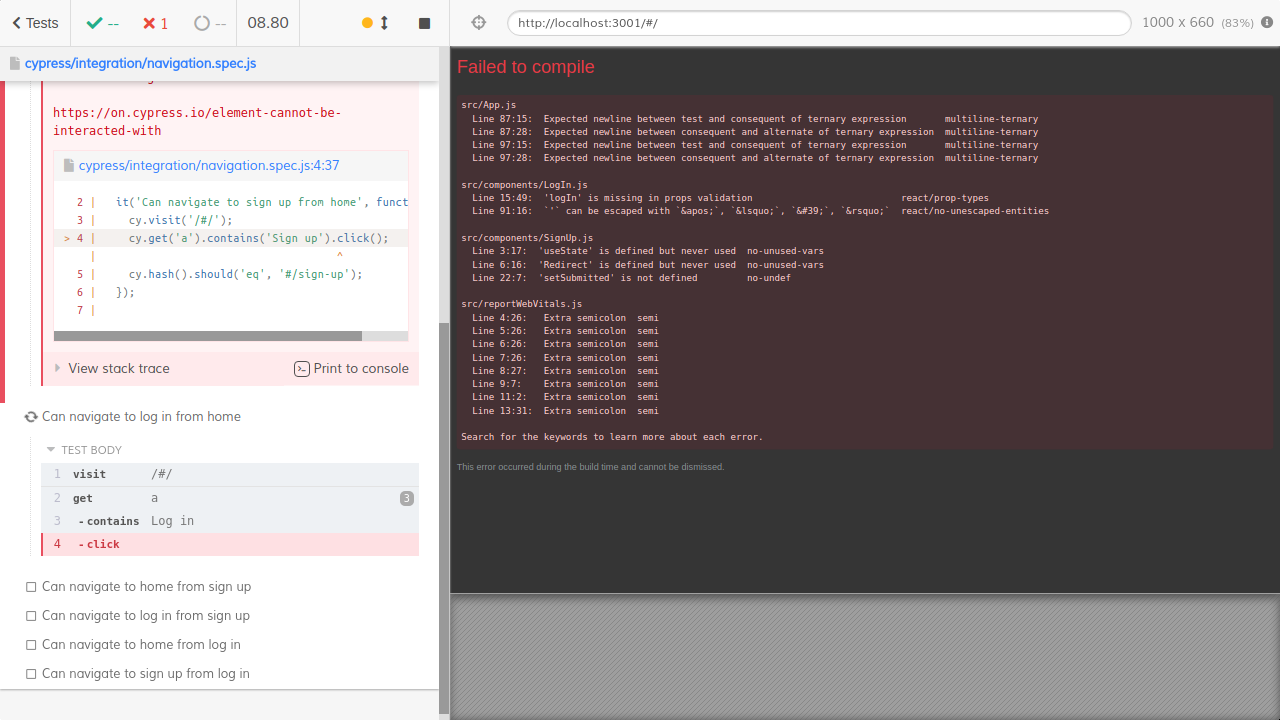 Tests
--
1
--
08.80
http://localhost:3001/#/
1000 x 660 (83%)
cypress/integration/navigation.spec.js
https://on.cypress.io/element-cannot-be-
interacted-with
cypress/integration/navigation.spec.js:4:37
2 | it('Can navigate to sign up from home', funct
3 | cy.visit('/#/');
> 4 | cy.get('a').contains('Sign up').click();
| ^
5 | cy.hash().should('eq', '#/sign-up');
6 | });
7 |
View stack trace
Print to console
Can navigate to log in from home
TEST BODY
1 visit /#/
2 get a 3
3 -contains Log in
4 -click
Can navigate to home from sign up
Can navigate to log in from sign up
Can navigate to home from log in
Can navigate to sign up from log in
Failed to compile
src/App.js
Line 87:15: Expected newline between test and consequent of ternary expression multiline-ternary
Line 87:28: Expected newline between consequent and alternate of ternary expression multiline-ternary
Line 97:15: Expected newline between test and consequent of ternary expression multiline-ternary
Line 97:28: Expected newline between consequent and alternate of ternary expression multiline-ternary
src/components/LogIn.js
Line 15:49: 'logIn' is missing in props validation react/prop-types
Line 91:16: `'` can be escaped with `&apos;`, `&lsquo;`, `&#39;`, `&rsquo;` react/no-unescaped-entities
src/components/SignUp.js
Line 3:17: 'useState' is defined but never used no-unused-vars
Line 6:16: 'Redirect' is defined but never used no-unused-vars
Line 22:7: 'setSubmitted' is not defined no-undef
src/reportWebVitals.js
Line 4:26: Extra semicolon semi
Line 5:26: Extra semicolon semi
Line 6:26: Extra semicolon semi
Line 7:26: Extra semicolon semi
Line 8:27: Extra semicolon semi
Line 9:7: Extra semicolon semi
Line 11:2: Extra semicolon semi
Line 13:31: Extra semicolon semi
Search for the keywords to learn more about each error.
This error occurred during the build time and cannot be dismissed.